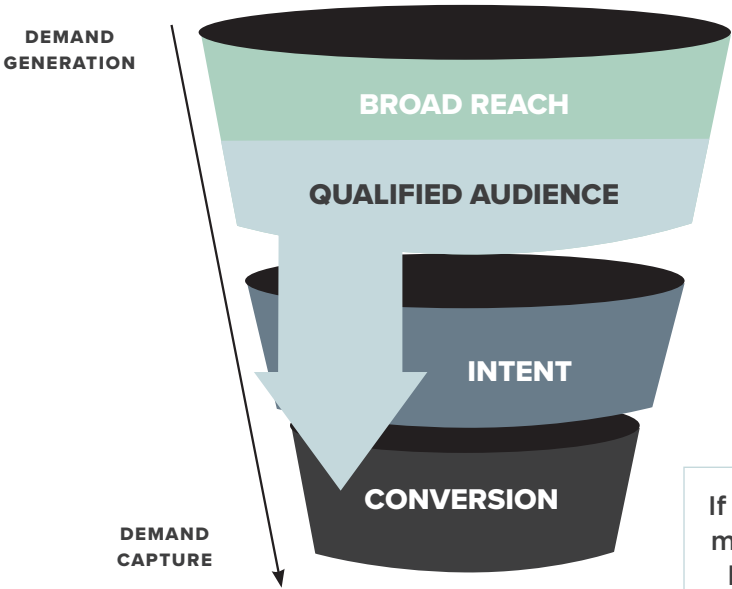 DEMAND
GENERATION
BROAD REACH
QUALIFIED AUDIENCE
INTENT
CONVERSION
DEMAND
CAPTURE
If